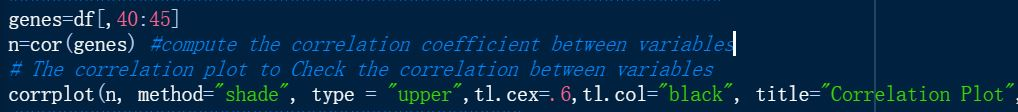 genes=df[,40:45]
n=cor(genes) #compute the correlation coefficient between variables
# The correlation plot to Check the correlation between variables
corrplot(n, method="shade", type = "upper",tl.cex=.6,tl.col="black", title="Correlation Plot",